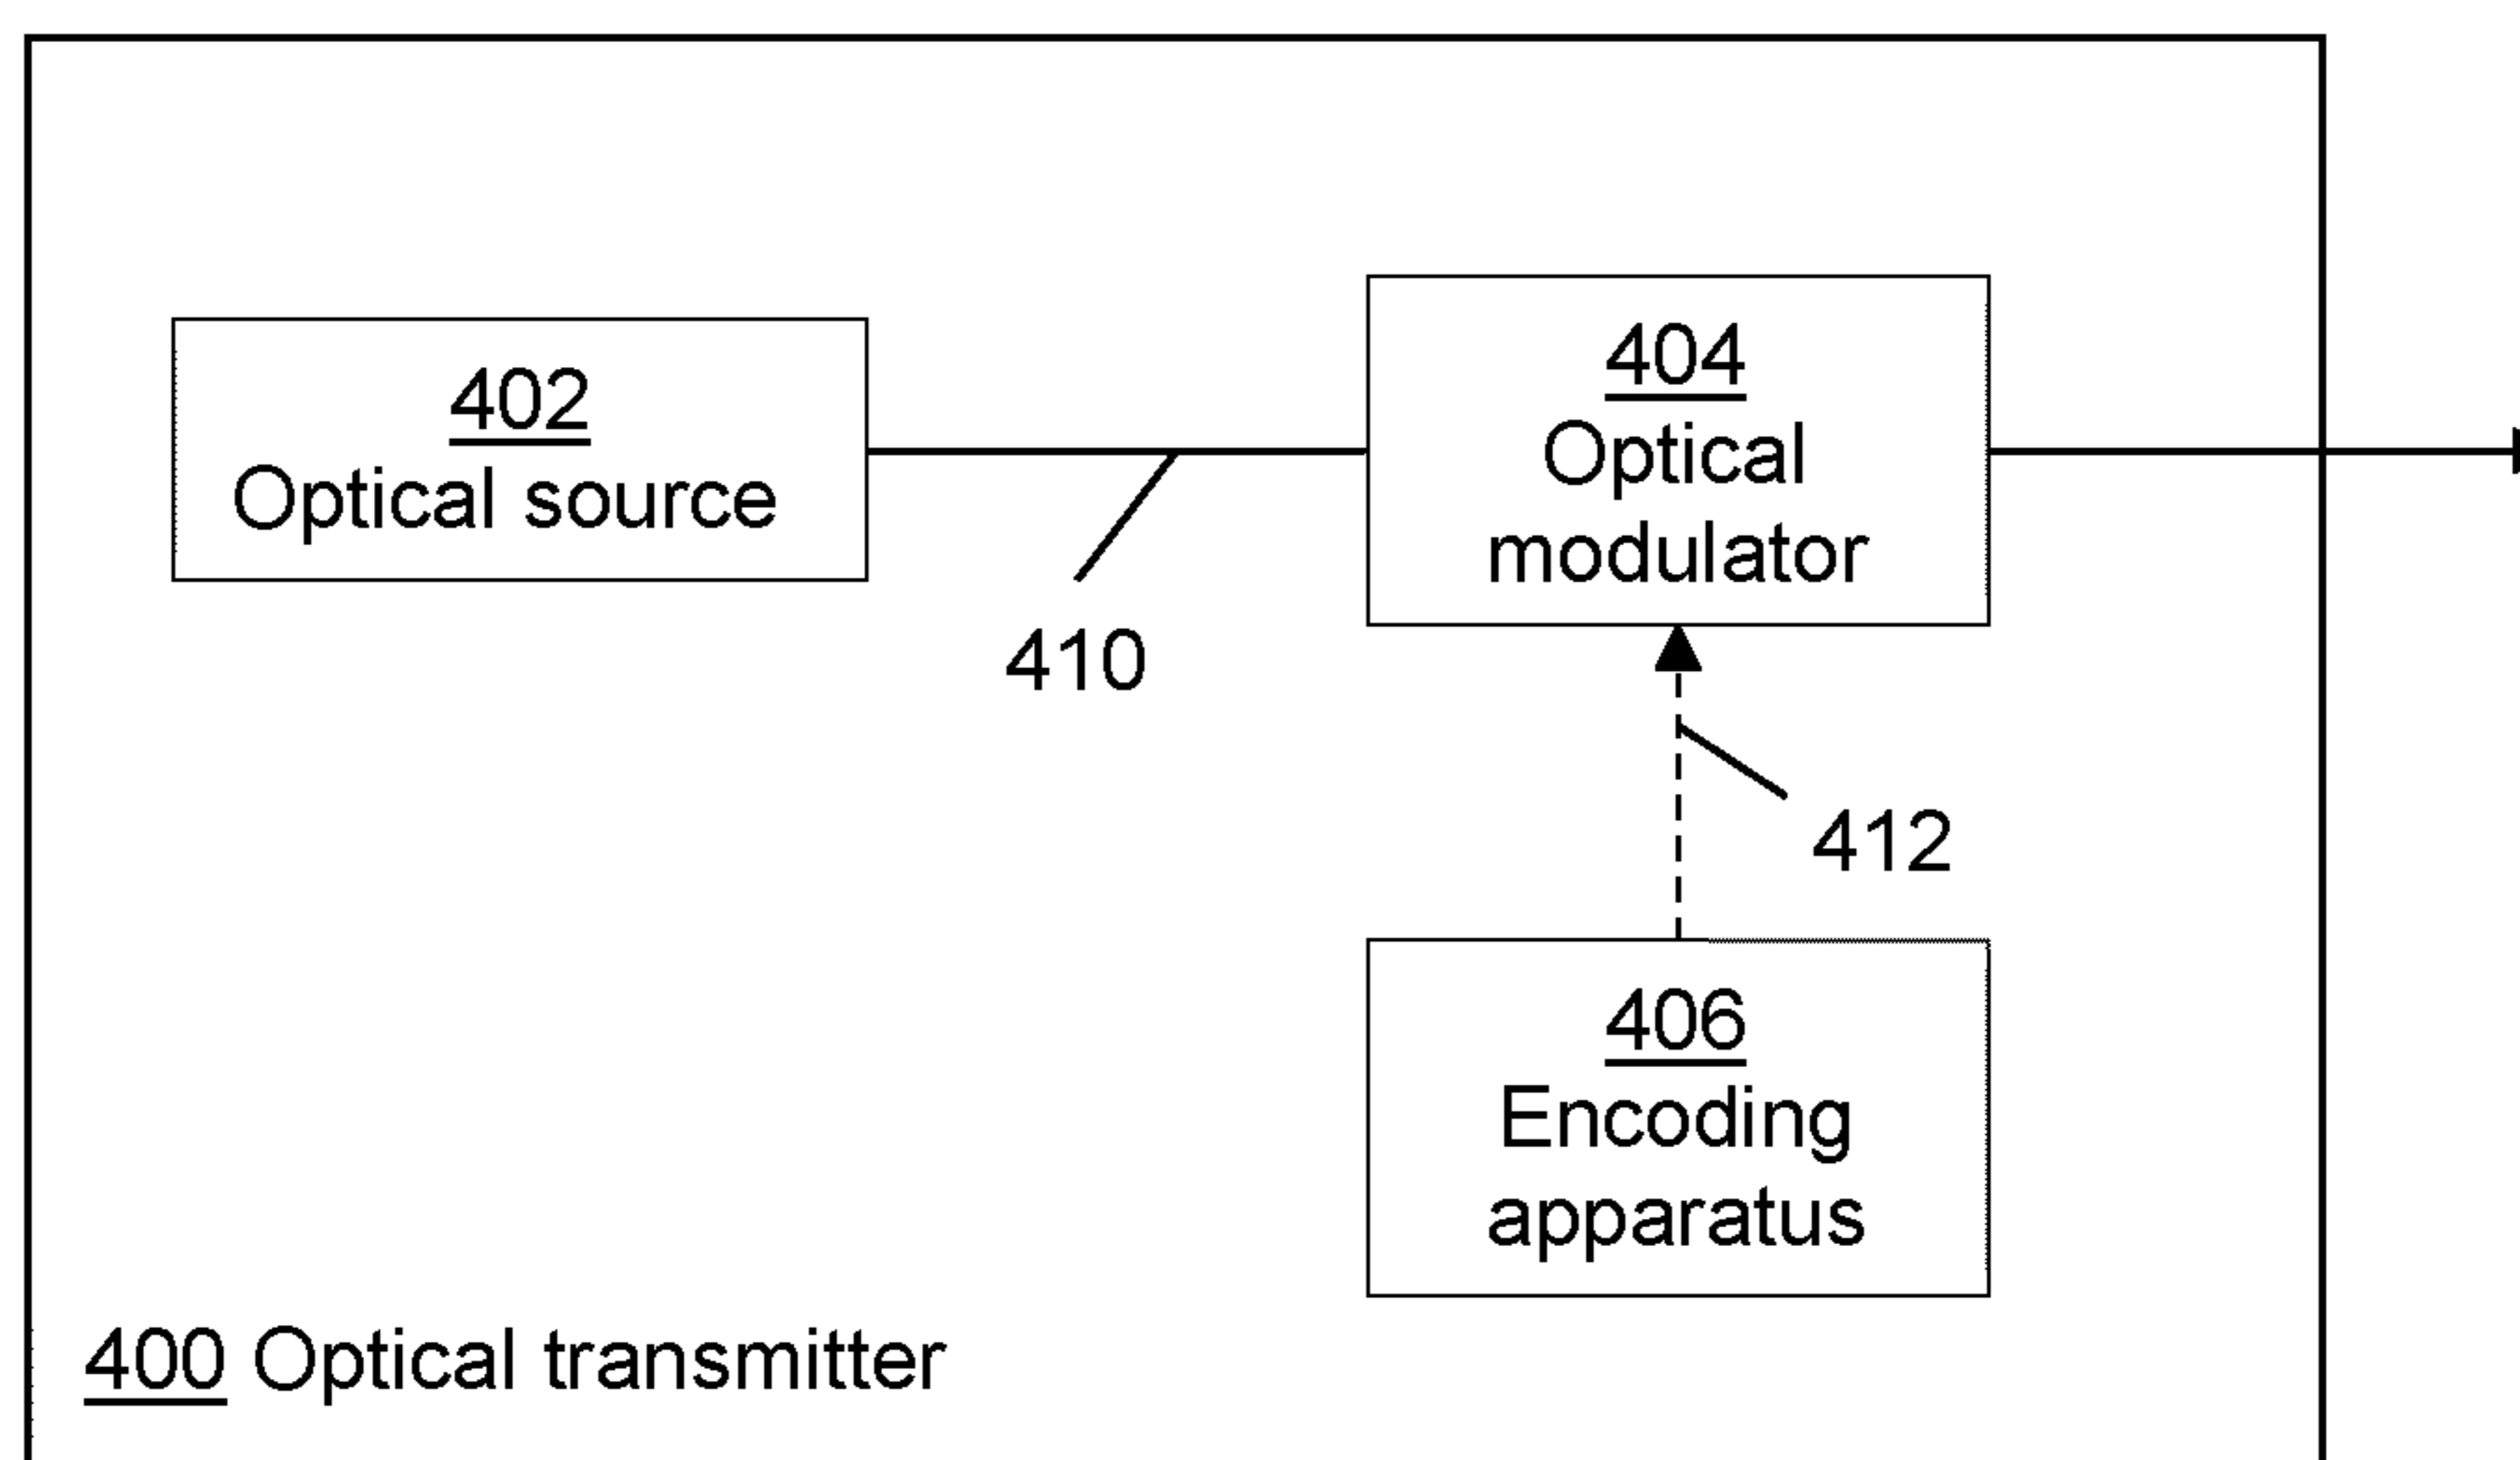 402
Optical source
404
Optical
modulator
410
412
406
Encoding
apparatus
400 Optical transmitter